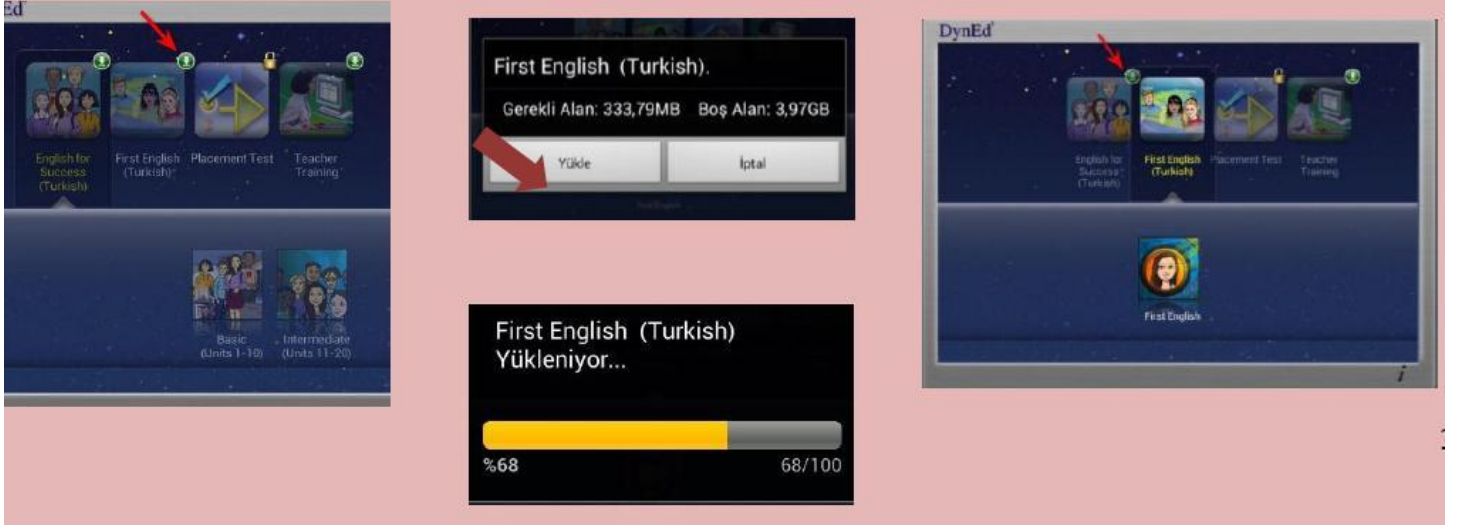 Ed
English for
Success
(Turkish)
First English
(Turkish)
Placement Test
Teacher
Training
Basic
(Units 1-10)
Intermediate
(Units 11-20)
First English (Turkish).
Gerekli Alan: 333,79MB Boş Alan: 3,97GB
Yükle
İptal
First English (Turkish)
Yükleniyor...
%68
68/100
DynEd
English for
Success
(Turkish)
First English
(Turkish)
Placement Test
Teacher
Training
First English
i